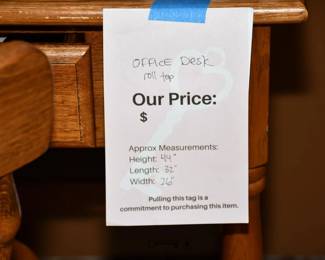 OFFICE Desk
roll top
Our Price:
$
Approx Measurements:
Height: 44"
Length: 32"
Width: 26"
Pulling this tag is a
commitment to purchasing this item.